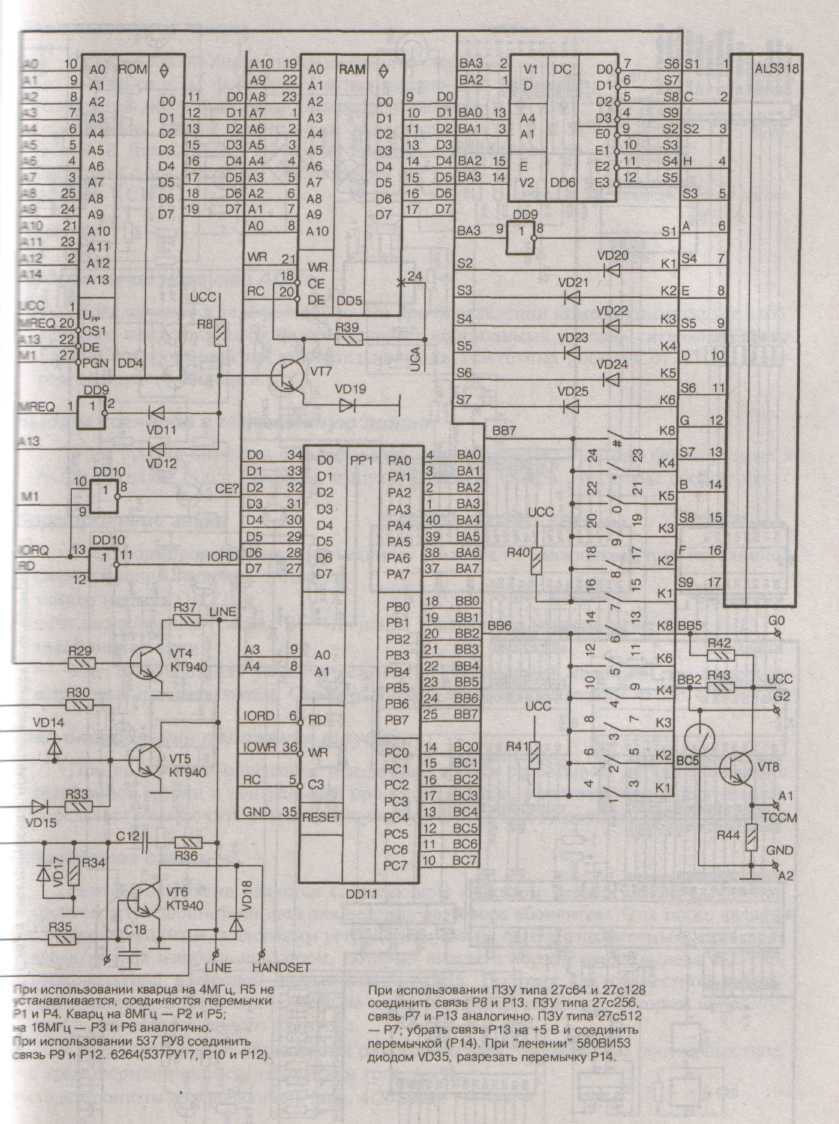 A0 10 A0 ROM
A1 9 A1
A2 8 A2 D0 11 D0
A3 7 A3 D1 12 D1
A4 6 A4 D2 13 D2
A5 5 A5 D3 15 D3
A6 4 A6 D4 16 D4
A7 3 A7 D5 17 D5
A8 25 A8 D6 18 D6
A9 24 A9 D7 19 D7
A10 21 A10
A11 23 A11
A12 2 A12
A14 A13
UCC 1 UPP
MREQ 20 CS1
A13 22 DE
M1 27 PGN DD4
A10 19 A0 RAM
A9 22 A1
A8 23 A2 D0 9 D0
A7 1 A3 D1 10 D1
A6 2 A4 D2 11 D2
A5 3 A5 D3 13 D3
A4 4 A6 D4 14 D4
A3 5 A7 D5 15 D5
A2 6 A8 D6 16 D6
A1 7 A9 D7 17 D7
A0 8 A10
WR 21 WR
18 CE 24
RC 20 DE DD5
BA3 2 V1 DC D0 7 S6
BA2 1 D D1 6 S7
D2 5 S8
BA0 13 A4 D3 4 S9
BA1 3 A1 E0 9 S2
E1 10 S3
BA2 15 E E2 11 S4
BA3 14 V2 DD6 E3 12 S5
BA3 9 DD9 1 8 S1
S2 VD20 K1
S3 VD21 K2
S4 VD22 K3
S5 VD23 K4
S6 VD24 K5
S7 VD25 K6
ALS318
S1 1
C 2
S2 3
H 4
S3 5
A 6
S4 7
E 8
S5 9
D 10
S6 11
G 12
S7 13
B 14
S8 15
F 16
S9 17
UCC
R8
R39
UCA
VT7
VD19
DD9
MREQ 1 1 2
VD11
A13
VD12
DD10
10 1 8 CE?
M1 9
DD10
IORQ 13 1 11 IORD
RD 12
D0 34 D0 PP1 PA0 4 BA0
D1 33 D1 PA1 3 BA1
D2 32 D2 PA2 2 BA2
D3 31 D3 PA3 1 BA3
D4 30 D4 PA4 40 BA4
D5 29 D5 PA5 39 BA5
D6 28 D6 PA6 38 BA6
D7 27 D7 PA7 37 BA7
PB0 18 BB0
PB1 19 BB1
PB2 20 BB2
A3 9 A0 PB3 21 BB3
A4 8 A1 PB4 22 BB4
PB5 23 BB5
PB6 24 BB6
IORD 6 RD PB7 25 BB7
IOWR 36 WR PC0 14 BC0
PC1 15 BC1
RC 5 C3 PC2 16 BC2
PC3 17 BC3
GND 35 RESET PC4 13 BC4
PC5 12 BC5
PC6 11 BC6
PC7 10 BC7
DD11
BB7
24 # 23 K8
K4
22 * 21 K5
20 0 19 K3
18 9 17 K2
16 8 15 K1
UCC
R40
BB6
14 7 13 K8 BB5
12 6 11 K6
10 5 9 K4 BB2
8 4 7 K3
6 3 5 K2 BC5
4 2 3 K1
1
UCC
R41
G0
R42
R43 UCC
G2
VT8
A1
TCCM
R44
GND
A2
R37 LINE
R29
VT4
KT940
R30
VD14
VT5
KT940
R33
VD15
C12
R36
VD17
R34
VT6
KT940
VD18
R35
C18
LINE
HANDSET
При использовании кварца на 4МГц, R5 не
устанавливается, соединяются перемычки
Р1 и Р4. Кварц на 8МГц — Р2 и Р5;
на 16МГц — Р3 и Р6 аналогично.
При использовании 537 РУ8 соединить
связь Р9 и Р12. 6264(537РУ17, Р10 и Р12).
При использовании ПЗУ типа 27с64 и 27с128
соединить связь Р8 и Р13. ПЗУ типа 27с256,
связь Р7 и Р13 аналогично. ПЗУ типа 27с512
— Р7; убрать связь Р13 на +5 В и соединить
перемычкой (Р14). При "лечении" 580ВИ53
диодом VD35, разрезать перемычку Р14.